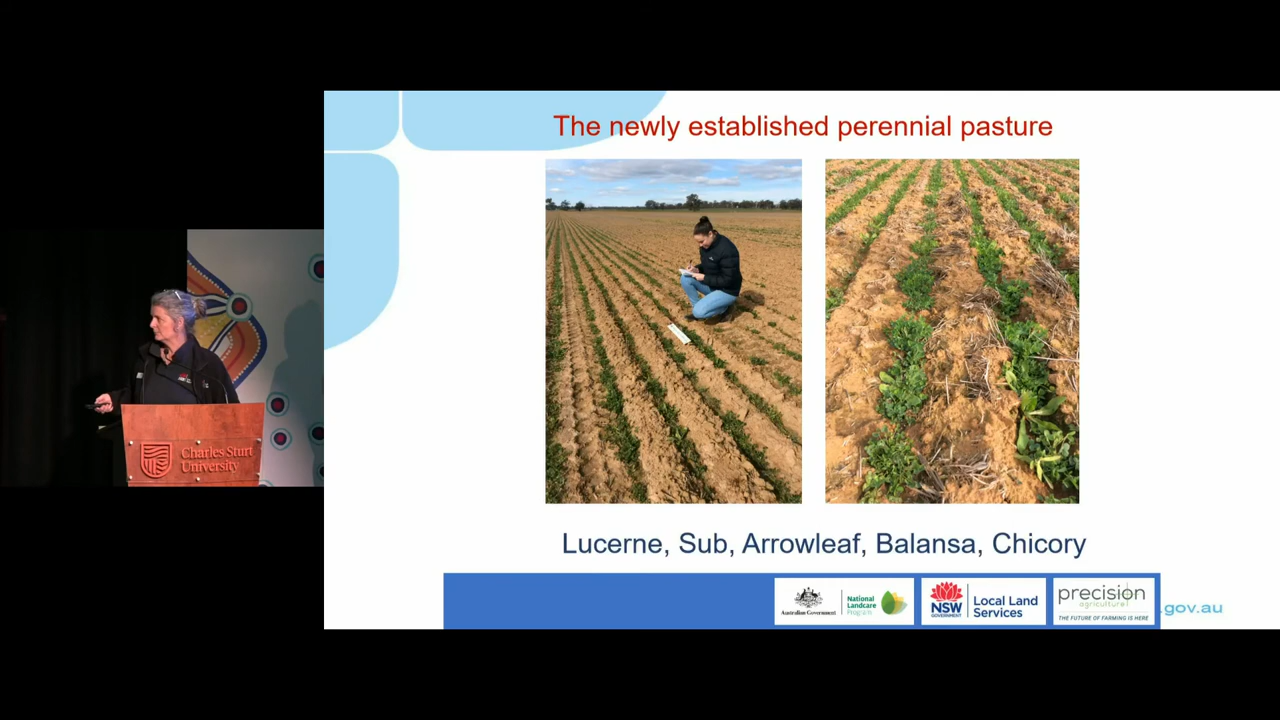 The newly established perennial pasture
Lucerne, Sub, Arrowleaf, Balansa, Chicory
Charles Sturt
University
Australian Government
National
Landcare
Program
NSW
GOVERNMENT
Local Land
Services
precision
agriculture
THE FUTURE OF FARMING IS HERE
.gov.au